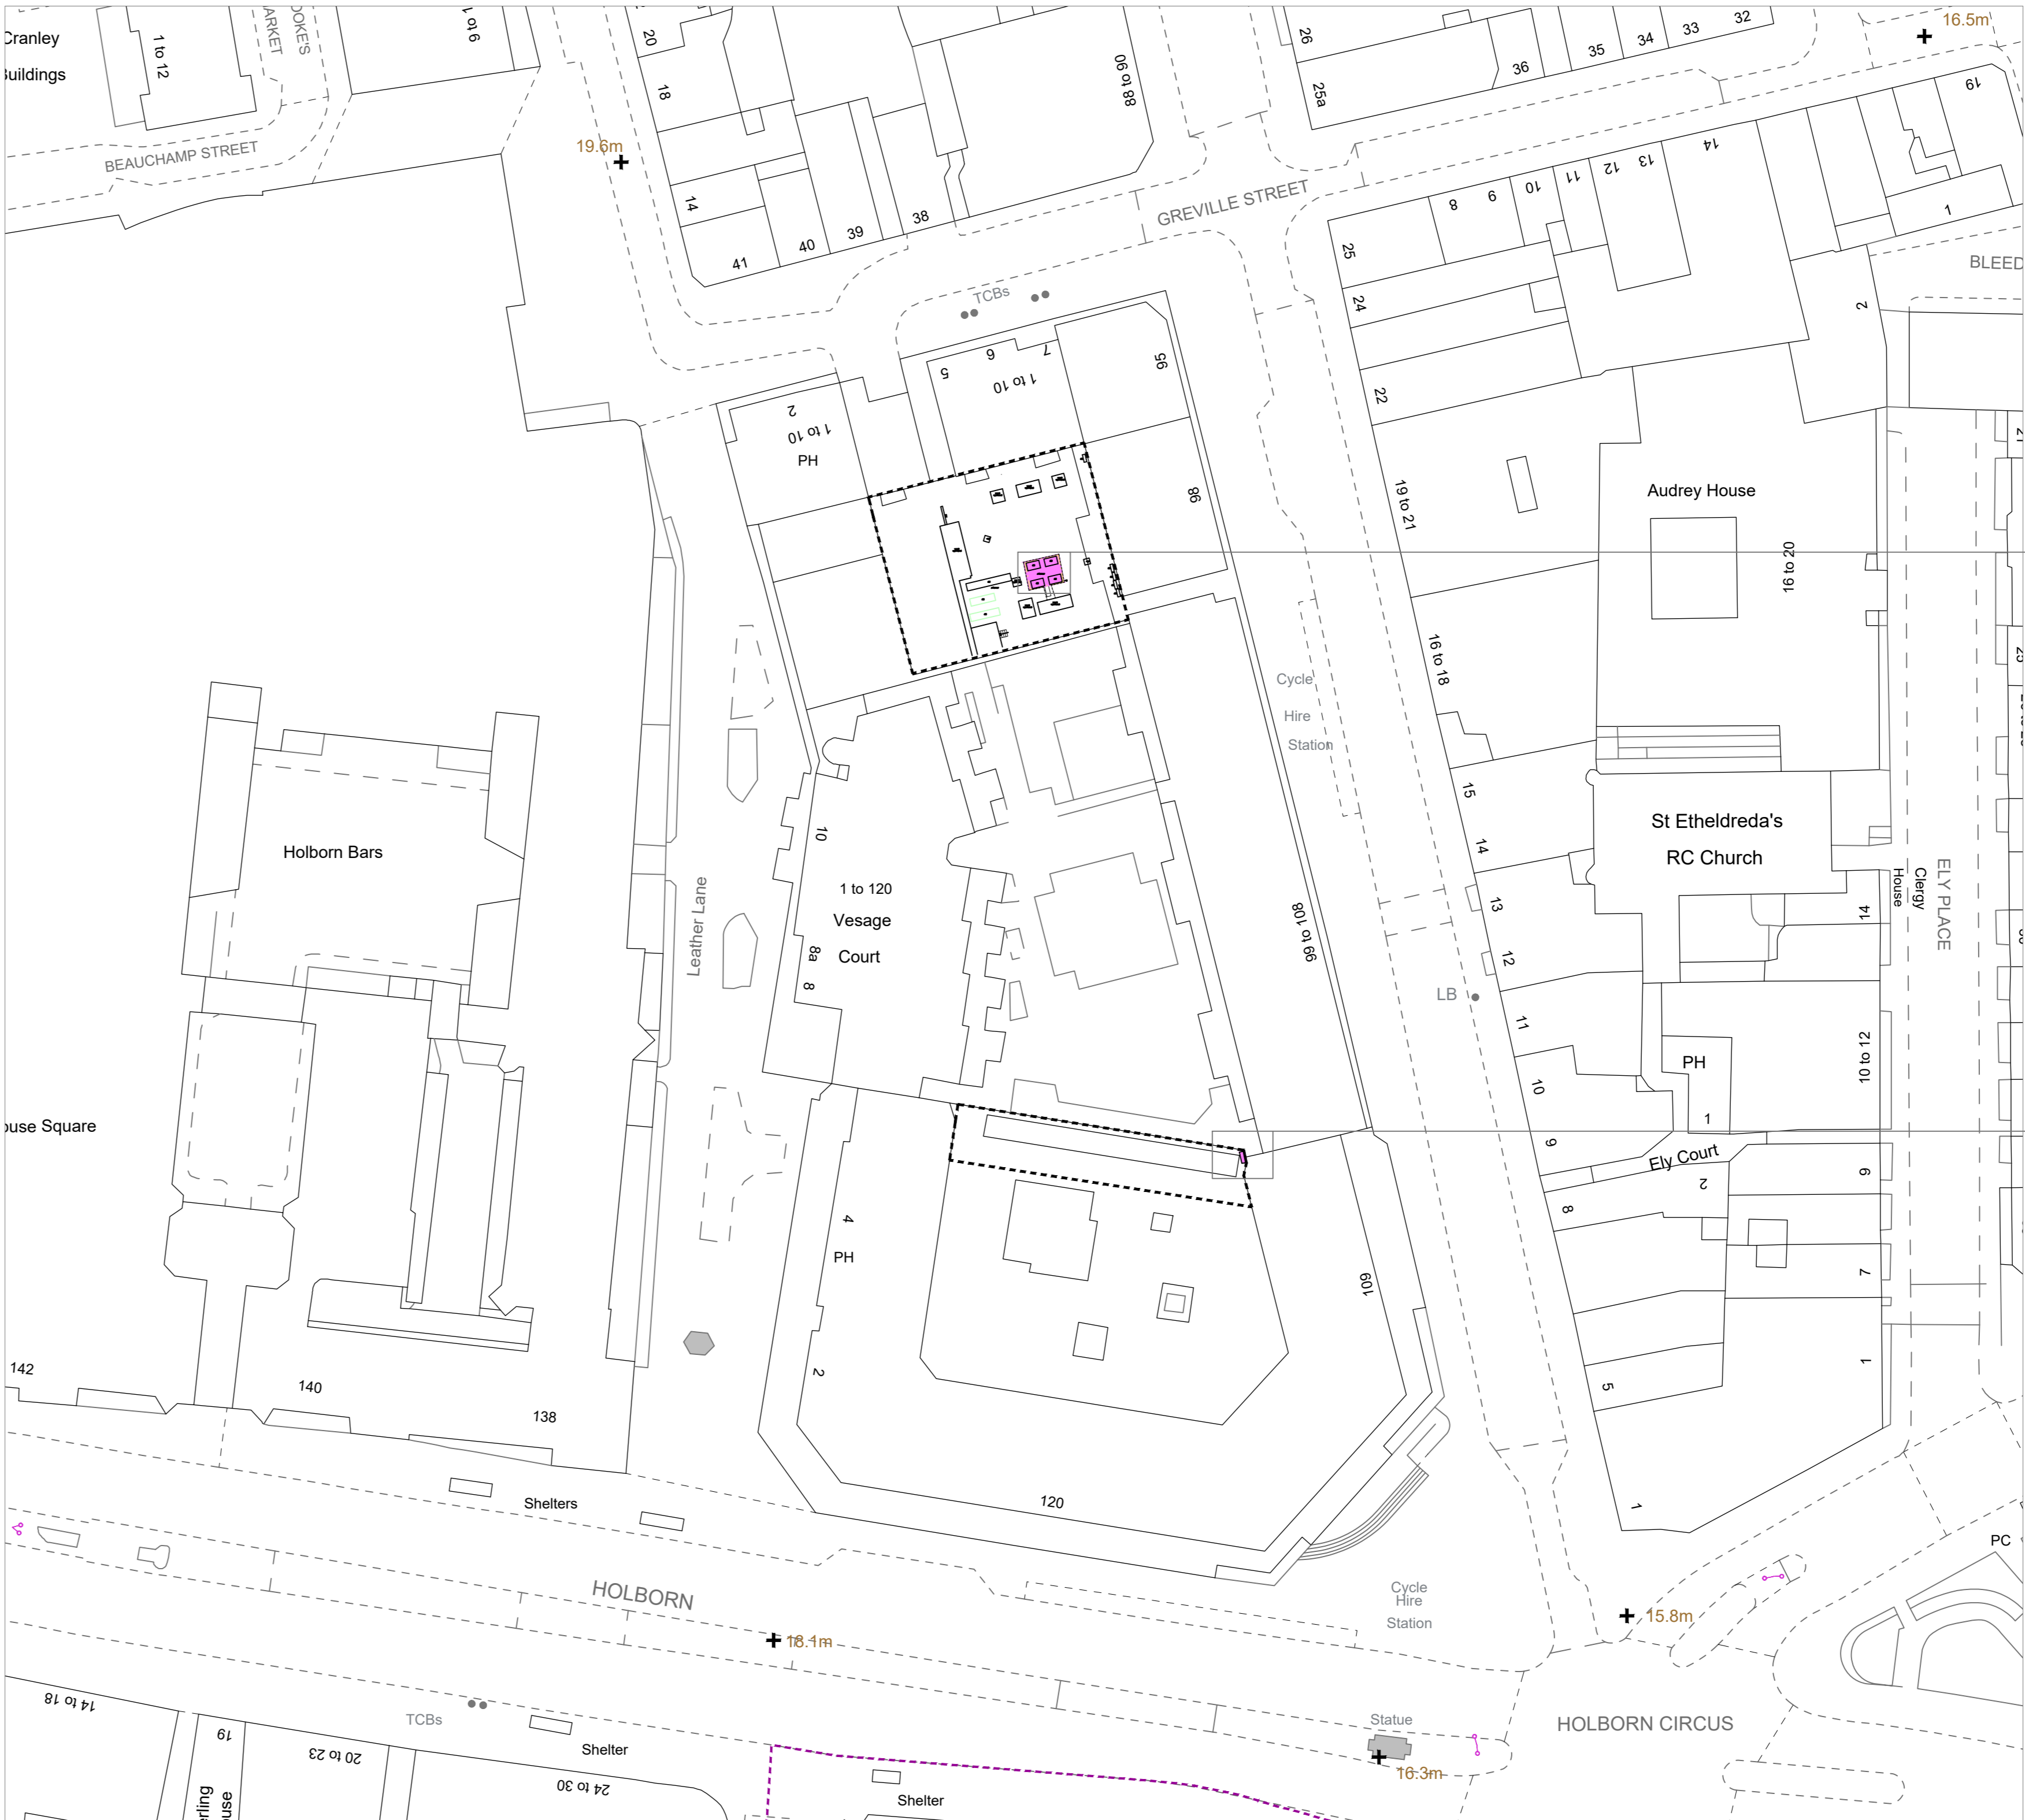 Cranley
Buildings
1 to 12
BEAUCHAMP STREET
20
18
14
41
40
39
38
88 to 90
19.6m
GREVILLE STREET
26
25a
36
35
34
33
32
16.5m
19
25
8
9
10
11
12
13
14
1
24
22
2
TCBs
5
6
7
1 to 10
95
2
1 to 10
PH
98
19 to 21
16 to 18
Audrey House
16 to 20
Cycle
Hire
Station
15
14
13
12
11
10
9
8
5
1
St Etheldreda's
RC Church
Clergy
House
ELY PLACE
14
10 to 12
PH
1
Ely Court
2
9
7
1
25
Holborn Bars
Leather Lane
10
1 to 120
Vesage
Court
8a
8
99 to 108
LB
4
PH
2
109
120
142
140
138
Shelters
HOLBORN
18.1m
Cycle
Hire
Station
15.8m
PC
HOLBORN CIRCUS
Statue
16.3m
14 to 18
19
20 to 23
24 to 30
TCBs
Shelter
Shelter